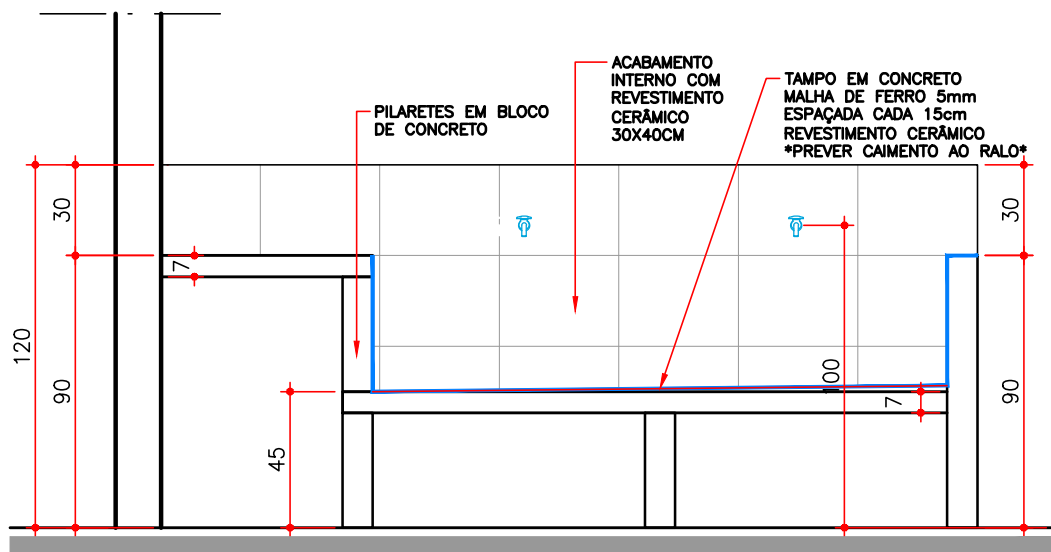 ACABAMENTO
INTERNO COM
REVESTIMENTO
CERÂMICO
30X40CM
TAMPO EM CONCRETO
MALHA DE FERRO 5mm
ESPAÇADA CADA 15cm
REVESTIMENTO CERÂMICO
*PREVER CAIMENTO AO RALO*
PILARETES EM BLOCO
DE CONCRETO
30
30
7
120
90
100
7
90
45